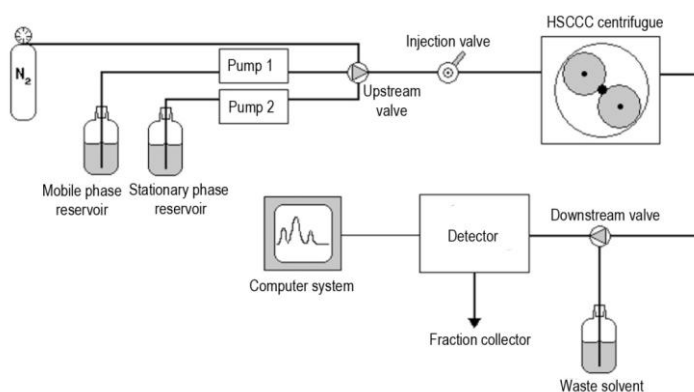 HSCCC centrifugue
Injection valve
N2
Pump 1
Upstream
valve
Pump 2
Mobile phase
reservoir
Stationary phase
reservoir
Downstream valve
Detector
Computer system
Fraction collector
Waste solvent